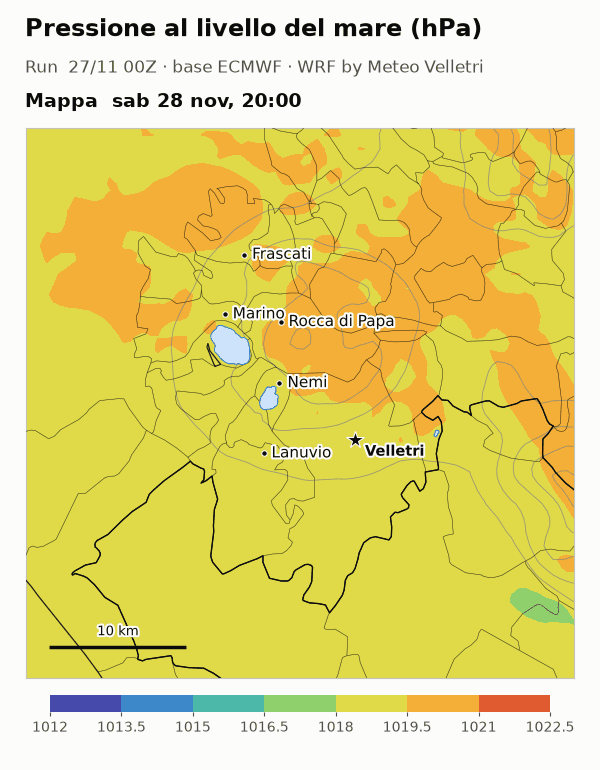 Pressione al livello del mare (hPa)
Run  27/11 00Z · base ECMWF · WRF by Meteo Velletri
Mappa  sab 28 nov, 20:00
Frascati
Marino
Rocca di Papa
Nemi
Velletri
Lanuvio
10 km
1012 1013.5 1015 1016.5 1018 1019.5 1021 1022.5